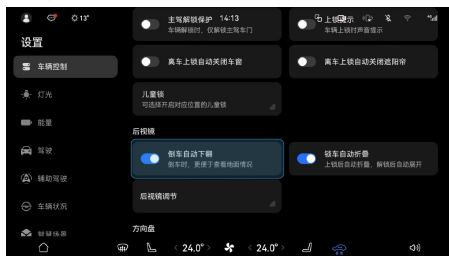 13°
设置
主驾解锁保护 14:13
车辆解锁时，仅解锁主驾车门
上锁提示
车辆上锁时声音提示
车辆控制
离车上锁自动关闭车窗
离车上锁自动关闭遮阳帘
灯光
儿童锁
可选择开启对应位置的儿童锁
能量
后视镜
驾驶
倒车自动下翻
倒车时，更便于查看地面情况
锁车自动折叠
上锁后自动折叠，解锁后自动展开
辅助驾驶
后视镜调节
车辆状况
方向盘
智慧场景
24.0°
24.0°